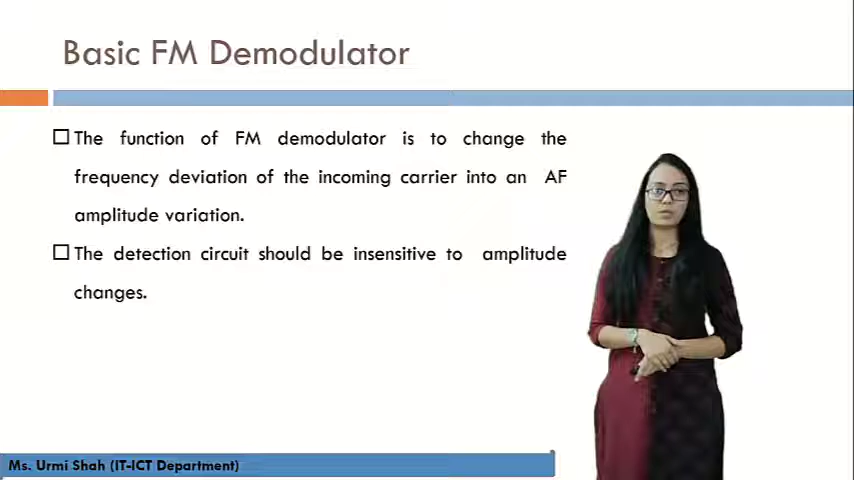 Basic FM Demodulator
The function of FM demodulator is to change the
frequency deviation of the incoming carrier into an AF
amplitude variation.
The detection circuit should be insensitive to amplitude
changes.
Ms. Urmi Shah (IT-ICT Department)